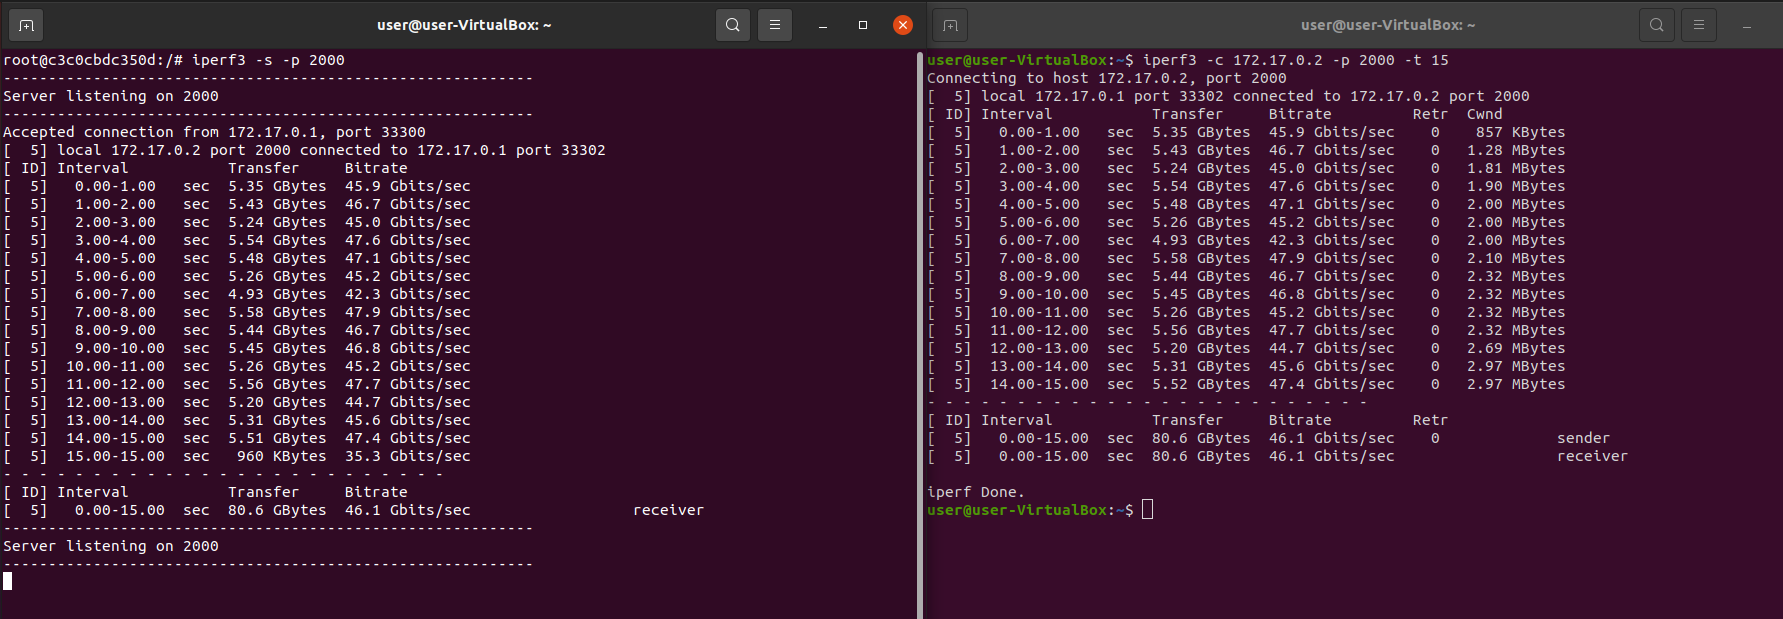 user@user-VirtualBox: ~
root@c3c0cbdc350d:/# iperf3 -s -p 2000
-----------------------------------------------------------
Server listening on 2000
-----------------------------------------------------------
Accepted connection from 172.17.0.1, port 33300
[  5] local 172.17.0.2 port 2000 connected to 172.17.0.1 port 33302
[ ID] Interval           Transfer     Bitrate
[  5]   0.00-1.00   sec  5.35 GBytes  45.9 Gbits/sec
[  5]   1.00-2.00   sec  5.43 GBytes  46.7 Gbits/sec
[  5]   2.00-3.00   sec  5.24 GBytes  45.0 Gbits/sec
[  5]   3.00-4.00   sec  5.54 GBytes  47.6 Gbits/sec
[  5]   4.00-5.00   sec  5.48 GBytes  47.1 Gbits/sec
[  5]   5.00-6.00   sec  5.26 GBytes  45.2 Gbits/sec
[  5]   6.00-7.00   sec  4.93 GBytes  42.3 Gbits/sec
[  5]   7.00-8.00   sec  5.58 GBytes  47.9 Gbits/sec
[  5]   8.00-9.00   sec  5.44 GBytes  46.7 Gbits/sec
[  5]   9.00-10.00  sec  5.45 GBytes  46.8 Gbits/sec
[  5]  10.00-11.00  sec  5.26 GBytes  45.2 Gbits/sec
[  5]  11.00-12.00  sec  5.56 GBytes  47.7 Gbits/sec
[  5]  12.00-13.00  sec  5.20 GBytes  44.7 Gbits/sec
[  5]  13.00-14.00  sec  5.31 GBytes  45.6 Gbits/sec
[  5]  14.00-15.00  sec  5.51 GBytes  47.4 Gbits/sec
[  5]  15.00-15.00  sec   960 KBytes  35.3 Gbits/sec
- - - - - - - - - - - - - - - - - - - - - - - - -
[ ID] Interval           Transfer     Bitrate
[  5]   0.00-15.00  sec  80.6 GBytes  46.1 Gbits/sec                  receiver
-----------------------------------------------------------
Server listening on 2000
-----------------------------------------------------------
user@user-VirtualBox: ~
user@user-VirtualBox:~$ iperf3 -c 172.17.0.2 -p 2000 -t 15
Connecting to host 172.17.0.2, port 2000
[  5] local 172.17.0.1 port 33302 connected to 172.17.0.2 port 2000
[ ID] Interval           Transfer     Bitrate         Retr  Cwnd
[  5]   0.00-1.00   sec  5.35 GBytes  45.9 Gbits/sec    0    857 KBytes
[  5]   1.00-2.00   sec  5.43 GBytes  46.7 Gbits/sec    0   1.28 MBytes
[  5]   2.00-3.00   sec  5.24 GBytes  45.0 Gbits/sec    0   1.81 MBytes
[  5]   3.00-4.00   sec  5.54 GBytes  47.6 Gbits/sec    0   1.90 MBytes
[  5]   4.00-5.00   sec  5.48 GBytes  47.1 Gbits/sec    0   2.00 MBytes
[  5]   5.00-6.00   sec  5.26 GBytes  45.2 Gbits/sec    0   2.00 MBytes
[  5]   6.00-7.00   sec  4.93 GBytes  42.3 Gbits/sec    0   2.00 MBytes
[  5]   7.00-8.00   sec  5.58 GBytes  47.9 Gbits/sec    0   2.10 MBytes
[  5]   8.00-9.00   sec  5.44 GBytes  46.7 Gbits/sec    0   2.32 MBytes
[  5]   9.00-10.00  sec  5.45 GBytes  46.8 Gbits/sec    0   2.32 MBytes
[  5]  10.00-11.00  sec  5.26 GBytes  45.2 Gbits/sec    0   2.32 MBytes
[  5]  11.00-12.00  sec  5.56 GBytes  47.7 Gbits/sec    0   2.32 MBytes
[  5]  12.00-13.00  sec  5.20 GBytes  44.7 Gbits/sec    0   2.69 MBytes
[  5]  13.00-14.00  sec  5.31 GBytes  45.6 Gbits/sec    0   2.97 MBytes
[  5]  14.00-15.00  sec  5.52 GBytes  47.4 Gbits/sec    0   2.97 MBytes
- - - - - - - - - - - - - - - - - - - - - - - - -
[ ID] Interval           Transfer     Bitrate         Retr
[  5]   0.00-15.00  sec  80.6 GBytes  46.1 Gbits/sec    0             sender
[  5]   0.00-15.00  sec  80.6 GBytes  46.1 Gbits/sec                  receiver
iperf Done.
user@user-VirtualBox:~$